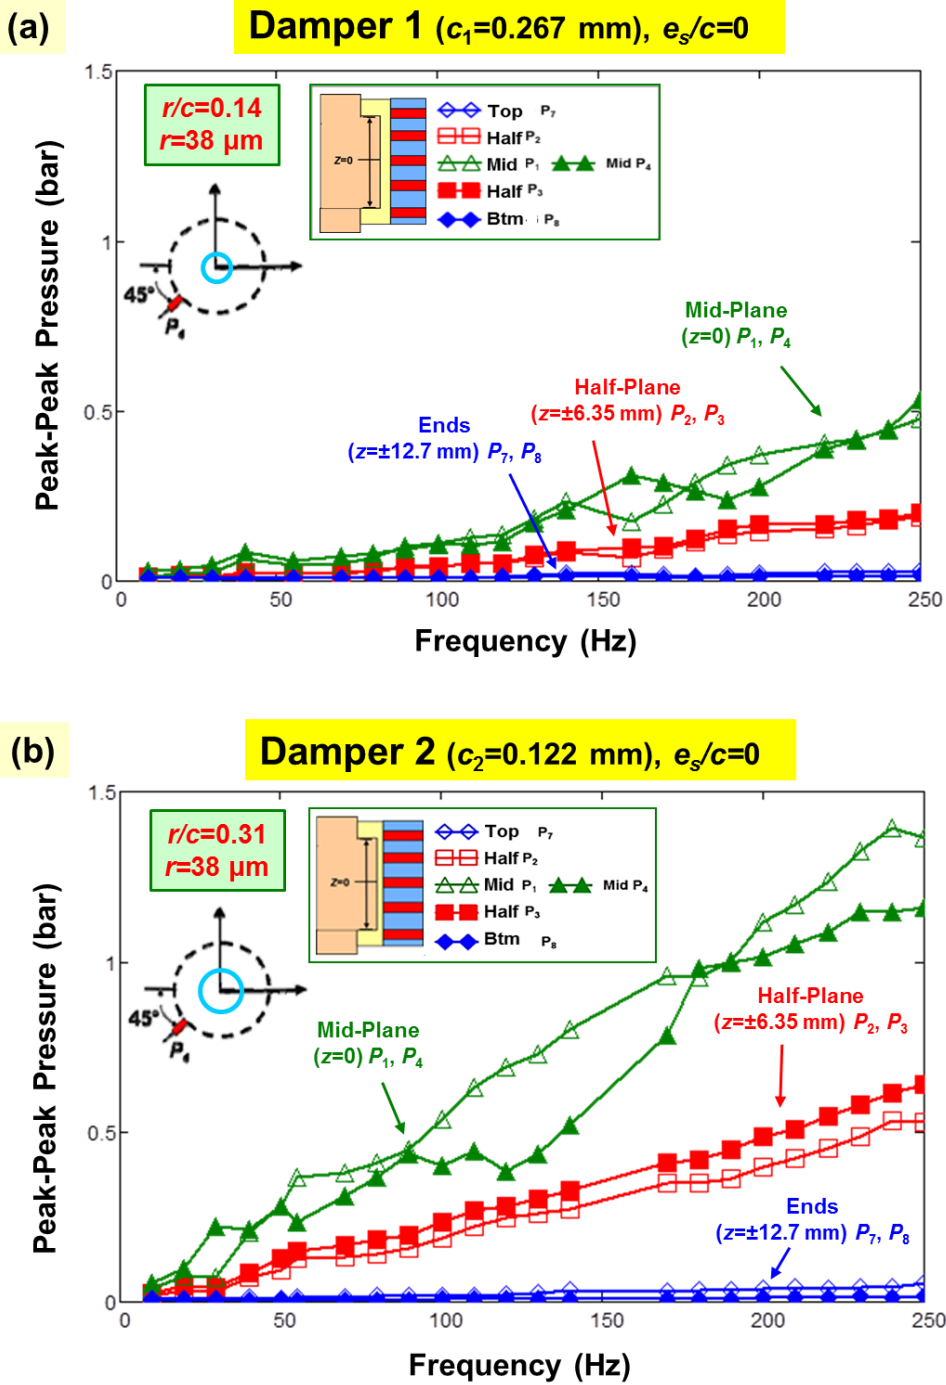 (a)
Damper 1 (c₁=0.267 mm), eₛ/c=0
1.5
1
0.5
0
Peak-Peak Pressure (bar)
r/c=0.14
r=38 µm
45°
P₄
Z=0
Top P₇
Half P₂
Mid P₁ Mid P₄
Half P₃
Btm P₈
Mid-Plane
(z=0) P₁, P₄
Half-Plane
(z=±6.35 mm) P₂, P₃
Ends
(z=±12.7 mm) P₇, P₈
0 50 100 150 200 250
Frequency (Hz)
(b)
Damper 2 (c₂=0.122 mm), eₛ/c=0
1.5
1
0.5
0
Peak-Peak Pressure (bar)
r/c=0.31
r=38 µm
45°
P₄
Z=0
Top P₇
Half P₂
Mid P₁ Mid P₄
Half P₃
Btm P₈
Mid-Plane
(z=0) P₁, P₄
Half-Plane
(z=±6.35 mm) P₂, P₃
Ends
(z=±12.7 mm) P₇, P₈
0 50 100 150 200 250
Frequency (Hz)